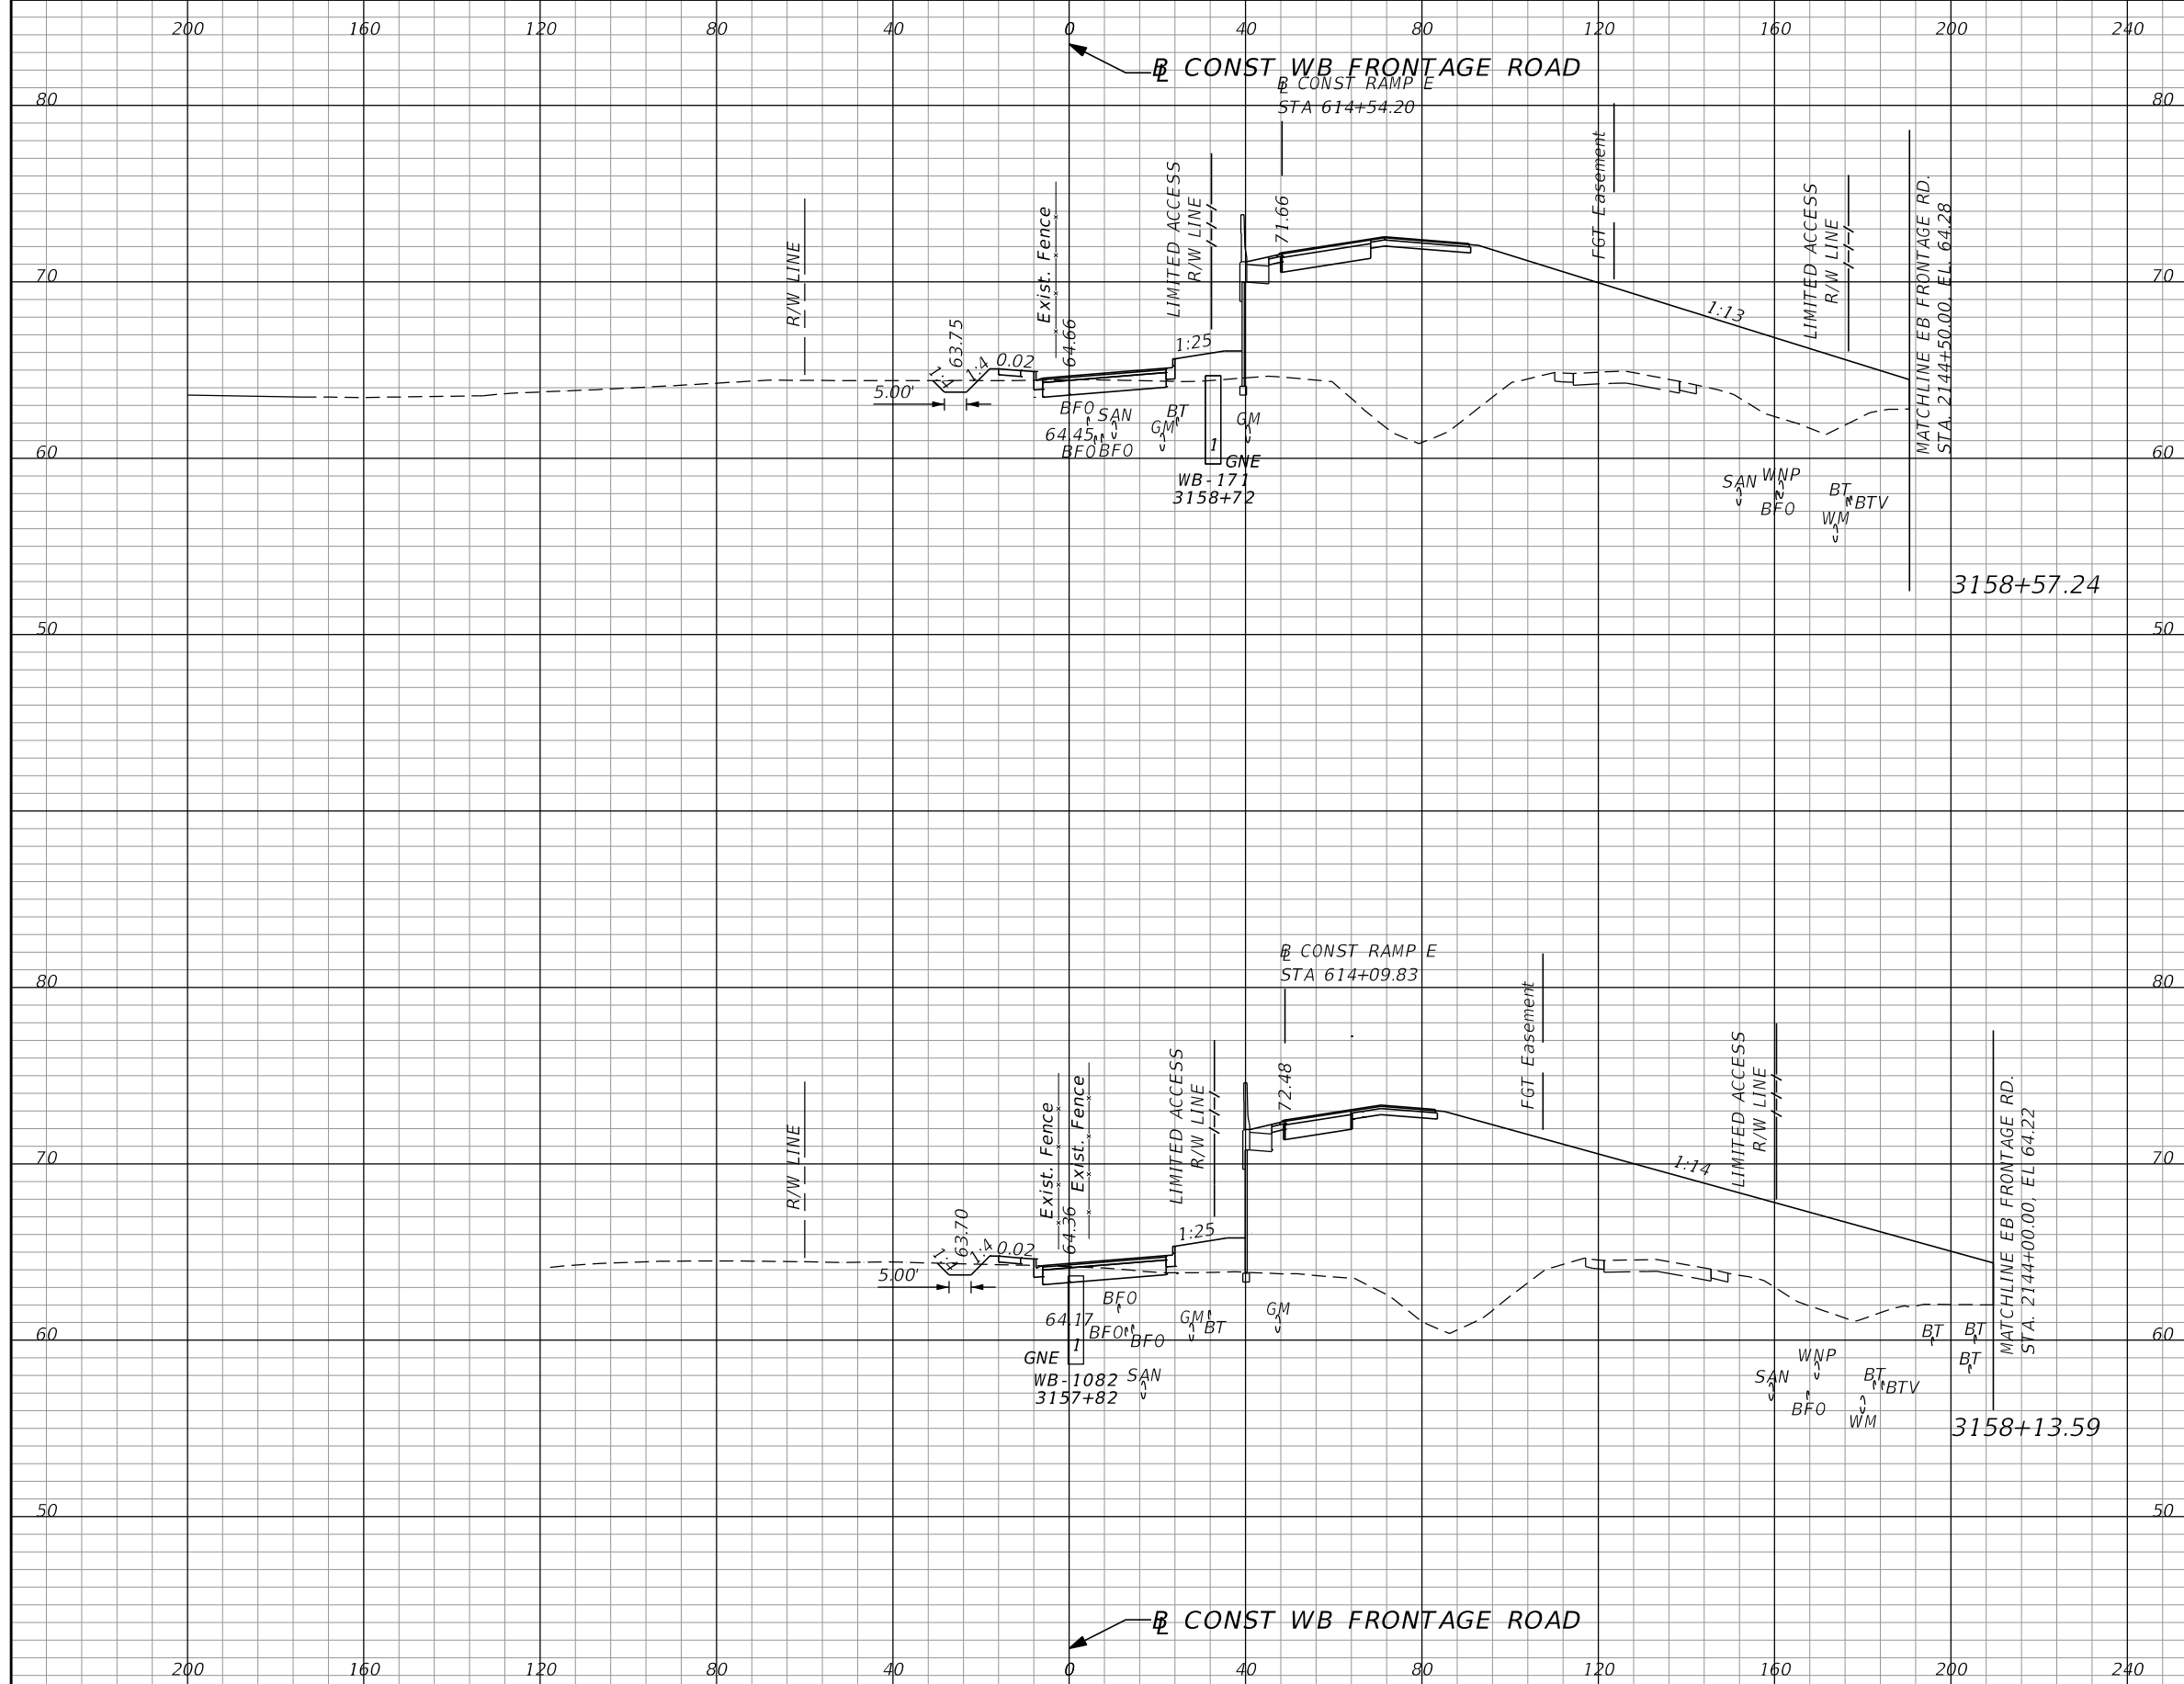 200 160 120 80 40 0 40 80 120 160 200 240
B̵L CONST WB FRONTAGE ROAD
B̵L CONST RAMP E
STA 614+54.20
80 80
FGT Easement
LIMITED ACCESS
R/W LINE
MATCHLINE EB FRONTAGE RD.
STA. 2144+50.00, EL. 64.28
71.66
LIMITED ACCESS
R/W LINE
Exist. Fence
R/W LINE
70 70
1:13
63.75
64.66
1:25
1:4
1:4
0.02
5.00'
BFO
SAN
BT
GM
GM
64.45
BFO
BFO
1
60 60
GNE
WB-171
3158+72
SAN
WNP
BFO
BT
BTV
WM
3158+57.24
50 50
B̵L CONST RAMP E
STA 614+09.83
80 80
FGT Easement
LIMITED ACCESS
R/W LINE
MATCHLINE EB FRONTAGE RD.
STA. 2144+00.00, EL 64.22
72.48
LIMITED ACCESS
R/W LINE
Exist. Fence
Exist. Fence
R/W LINE
70 70
1:14
63.70
64.36
1:25
1:4
1:4
0.02
5.00'
BFO
GM
BT
GM
64.17
BFO
BFO
1
60 60
BT
BT
BT
GNE
WB-1082
3157+82
SAN
SAN
WNP
BFO
BT
BTV
WM
3158+13.59
50 50
B̵L CONST WB FRONTAGE ROAD
200 160 120 80 40 0 40 80 120 160 200 240